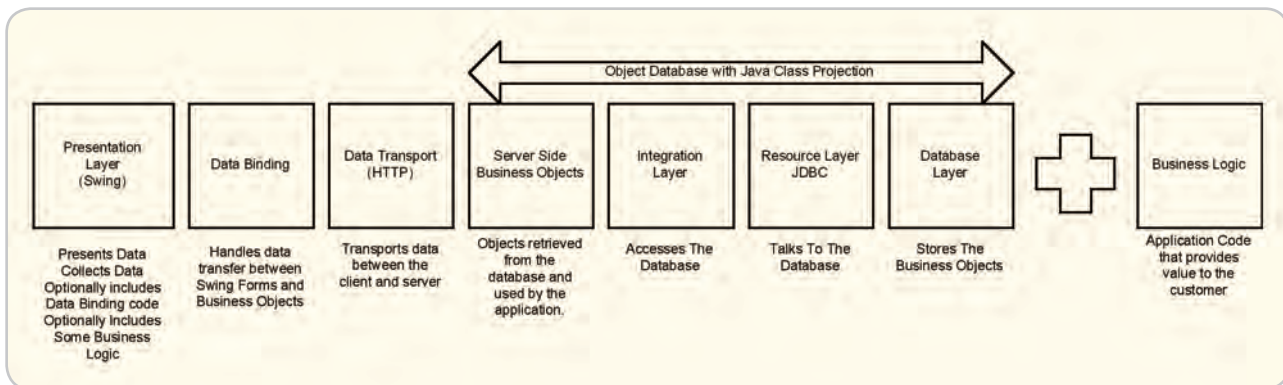 Object Database with Java Class Projection
Presentation
Layer
(Swing)
Data Binding
Data Transport
(HTTP)
Server Side
Business Objects
Integration
Layer
Resource Layer
JDBC
Database
Layer
Business Logic
Presents Data
Collects Data
Optionally includes
Data Binding code
Optionally Includes
Some Business
Logic
Handles data
transfer between
Swing Forms and
Business Objects
Transports data
between the
client and server
Objects retrieved
from the
database and
used by the
application.
Accesses The
Database
Talks To The
Database
Stores The
Business Objects
Application Code
that provides
value to the
customer